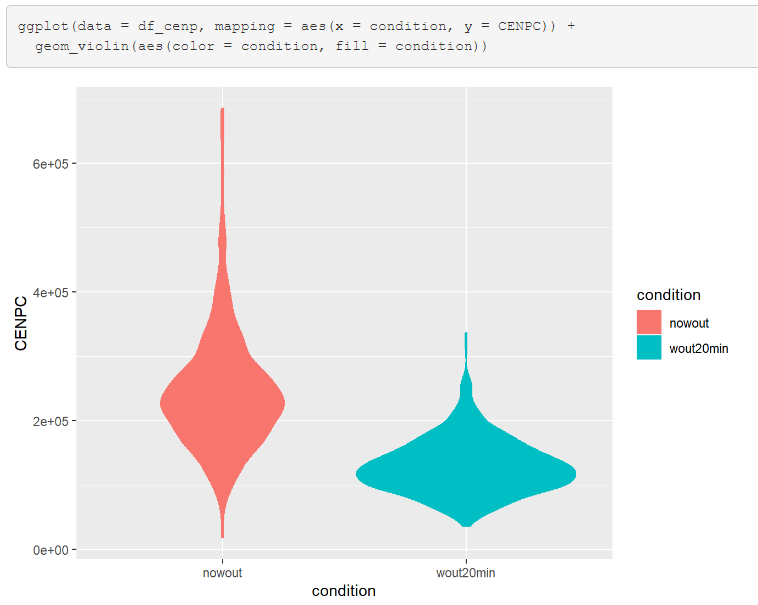 ggplot(data = df_cenp, mapping = aes(x = condition, y = CENPC)) +
  geom_violin(aes(color = condition, fill = condition))
6e+05
4e+05
2e+05
0e+00
CENPC
nowout
wout20min
condition
condition
nowout
wout20min